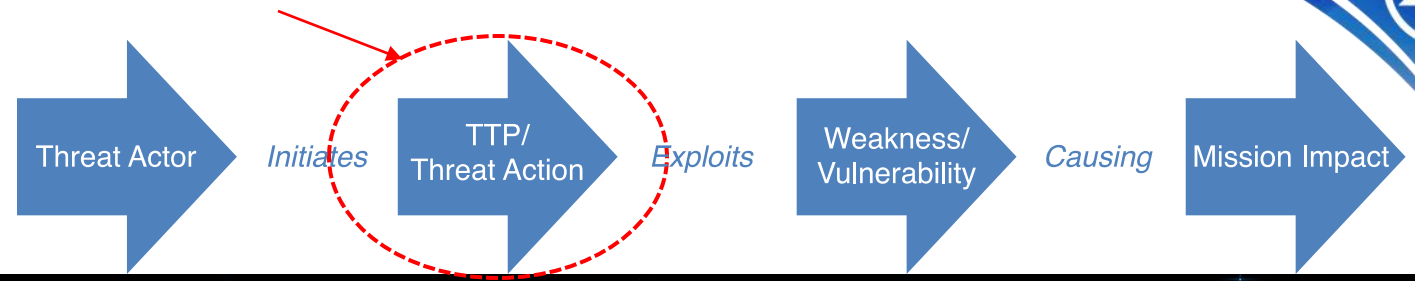 Threat Actor
Initiates
TTP/
Threat Action
Exploits
Weakness/
Vulnerability
Causing
Mission Impact